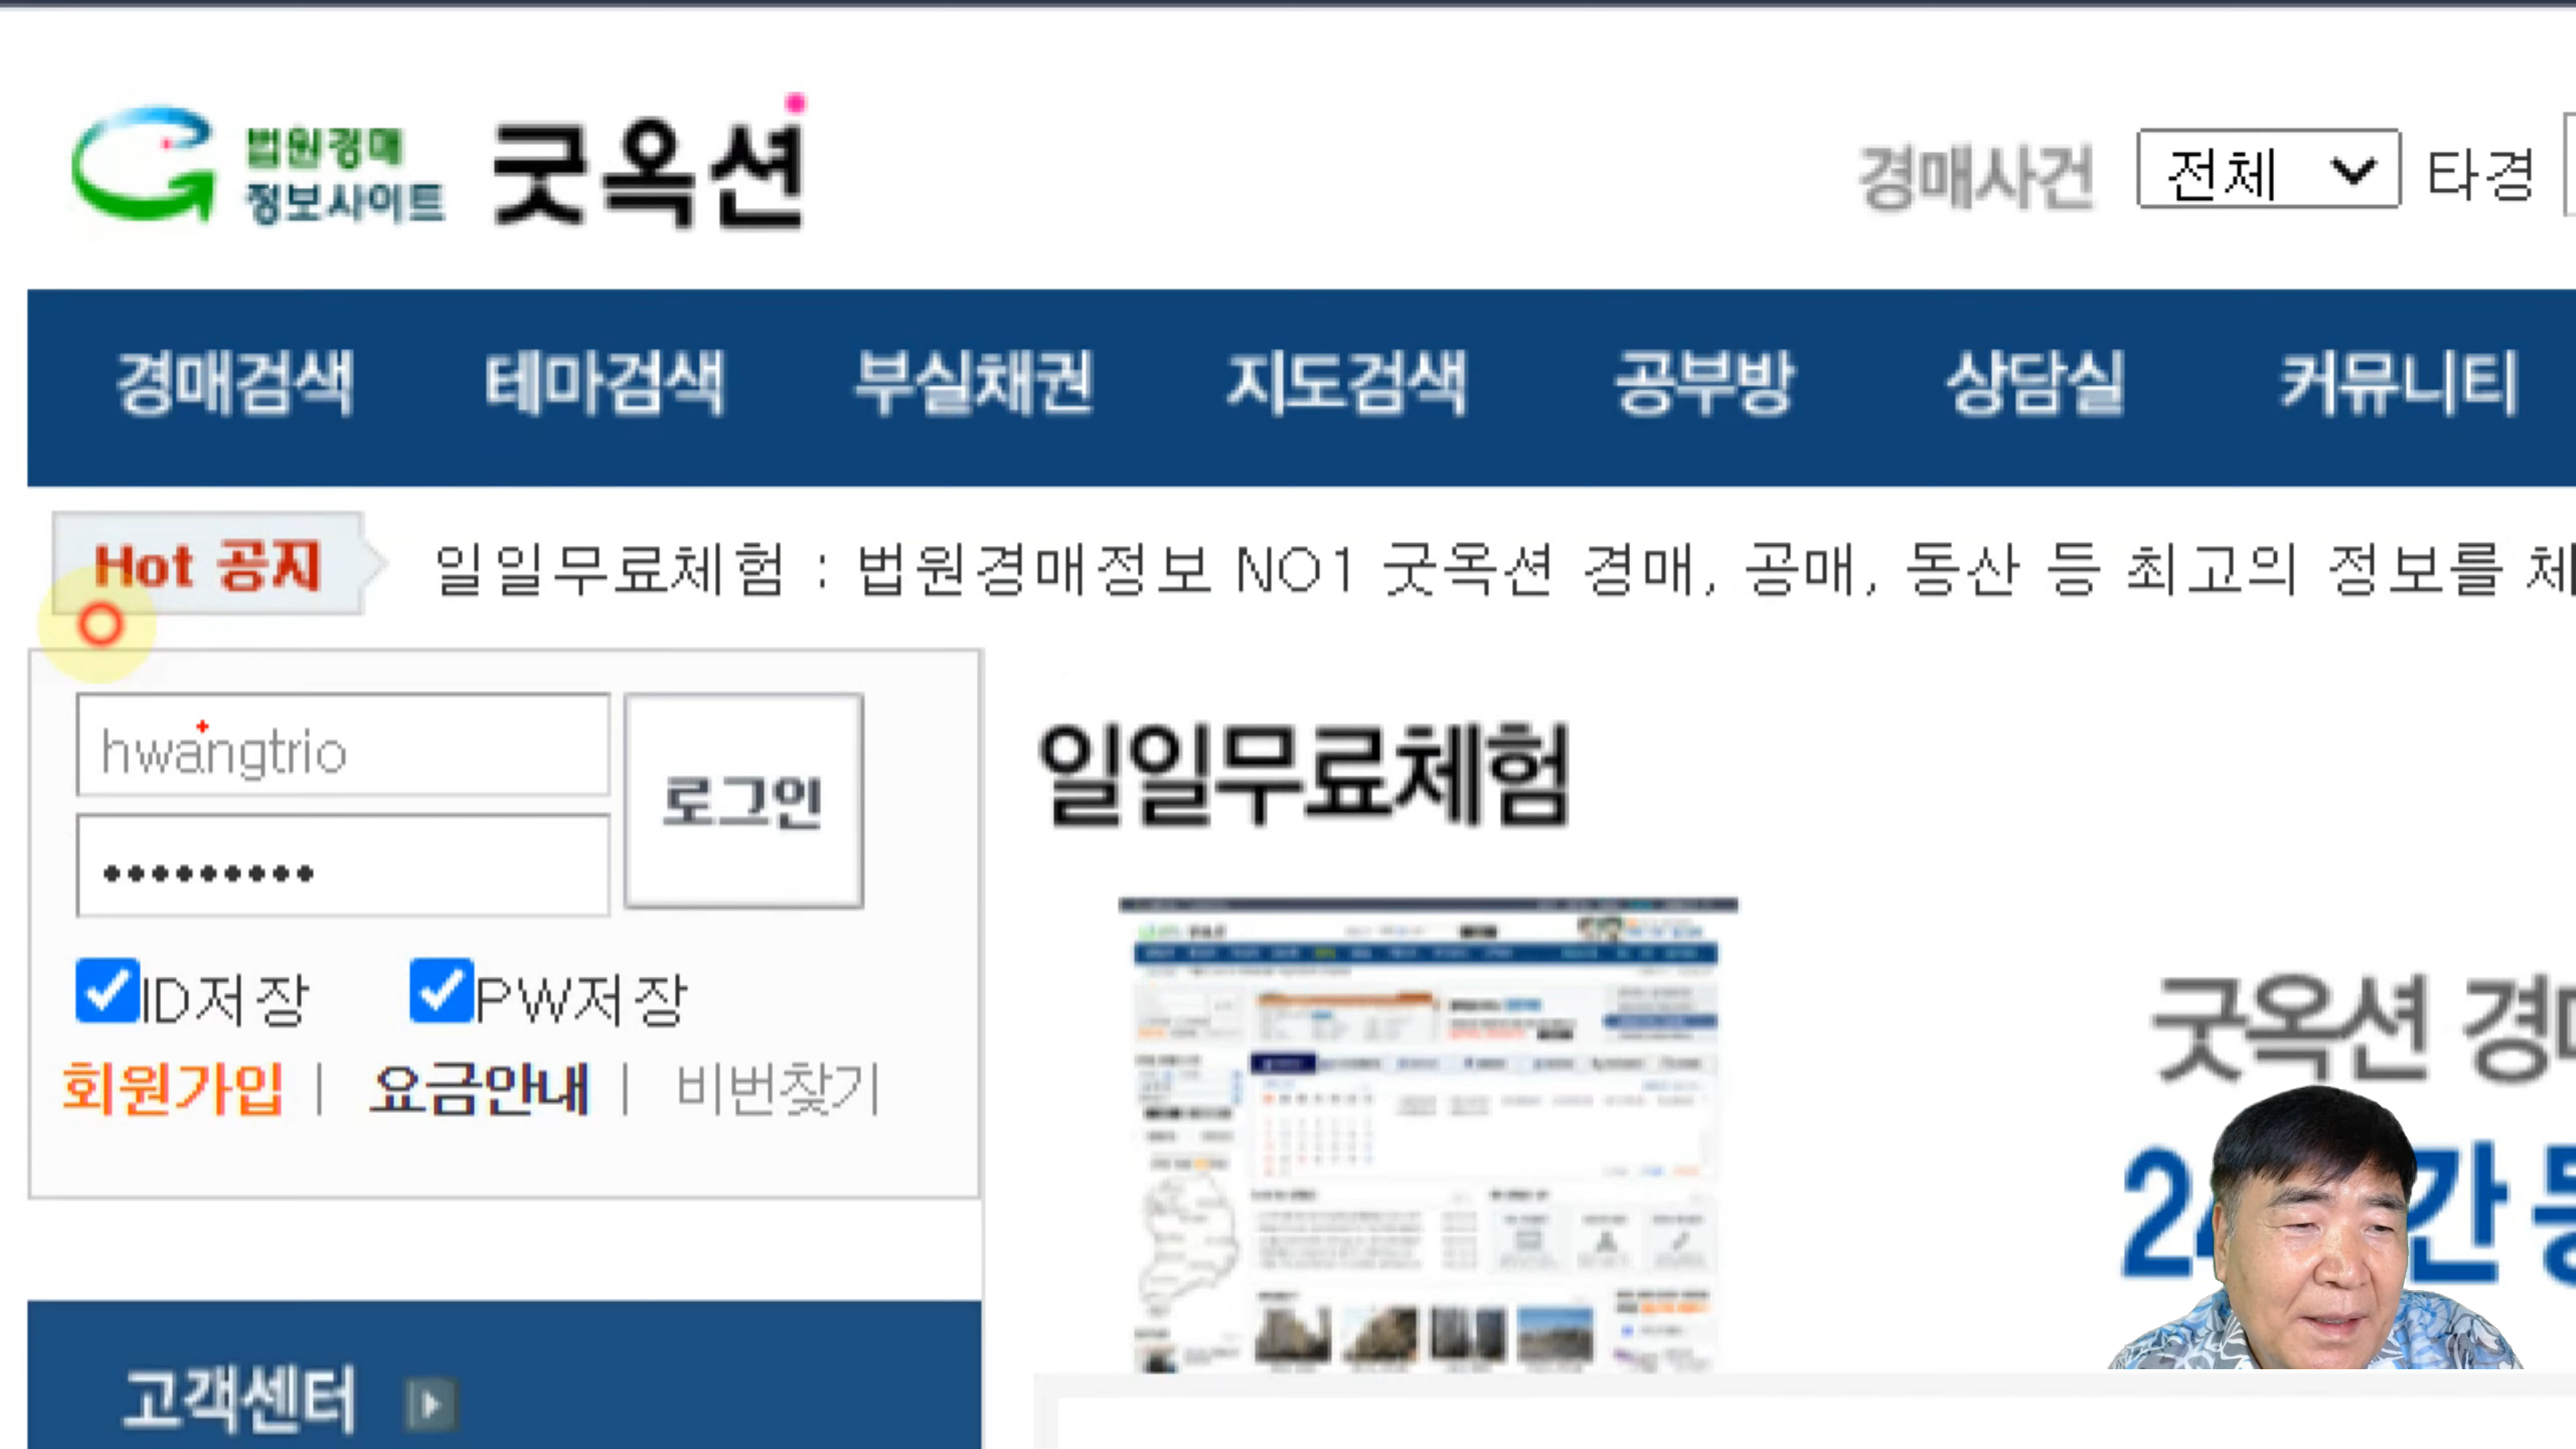 법원경매
정보사이트
굿옥션
경매사건 전체 타경
경매검색 테마검색 부실채권 지도검색 공부방 상담실 커뮤니티
Hot 공지 일일무료체험 : 법원경매정보 NO1 굿옥션 경매, 공매, 동산 등 최고의 정보를 체
hwangtrio
로그인
ID저장 PW저장
회원가입 | 요금안내 | 비번찾기
고객센터
일일무료체험
굿옥션 경매